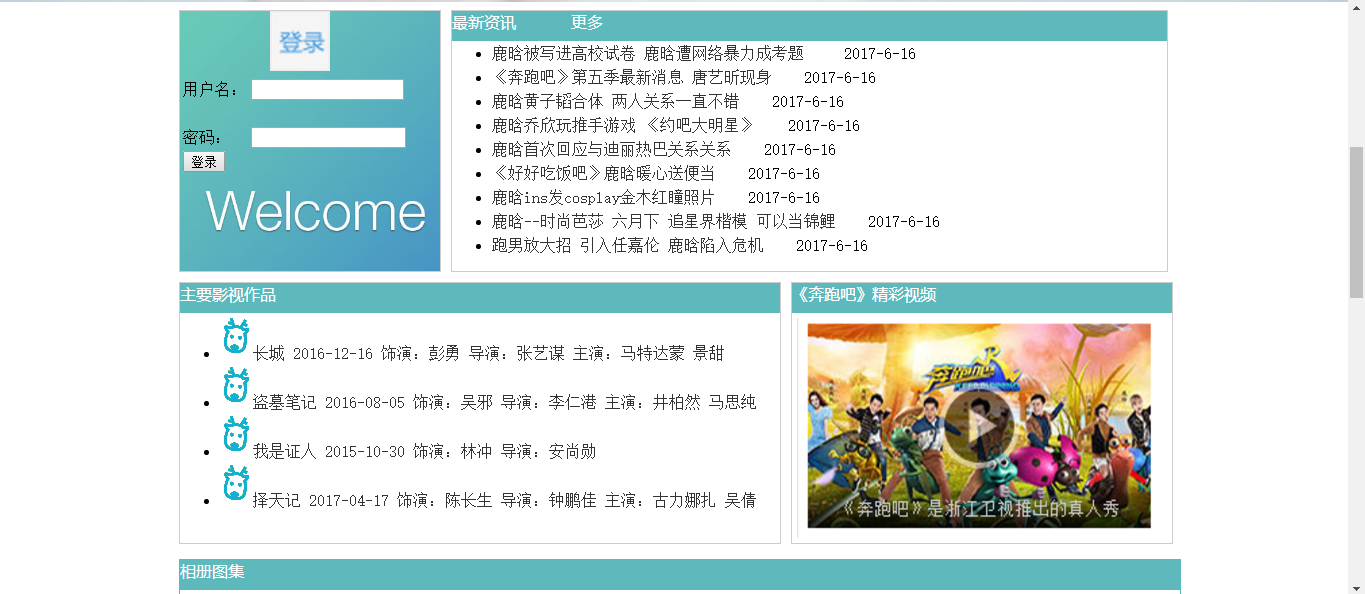 登录
用户名：
密码：
登录
Welcome
最新资讯 更多
鹿晗被写进高校试卷 鹿晗遭网络暴力成考题 2017-6-16
《奔跑吧》第五季最新消息 唐艺昕现身 2017-6-16
鹿晗黄子韬合体 两人关系一直不错 2017-6-16
鹿晗乔欣玩推手游戏 《约吧大明星》 2017-6-16
鹿晗首次回应与迪丽热巴关系关系 2017-6-16
《好好吃饭吧》鹿晗暖心送便当 2017-6-16
鹿晗ins发cosplay金木红瞳照片 2017-6-16
鹿晗--时尚芭莎 六月下 追星界楷模 可以当锦鲤 2017-6-16
跑男放大招 引入任嘉伦 鹿晗陷入危机 2017-6-16
主要影视作品
长城 2016-12-16 饰演：彭勇 导演：张艺谋 主演：马特达蒙 景甜
盗墓笔记 2016-08-05 饰演：吴邪 导演：李仁港 主演：井柏然 马思纯
我是证人 2015-10-30 饰演：林冲 导演：安尚勋
择天记 2017-04-17 饰演：陈长生 导演：钟鹏佳 主演：古力娜扎 吴倩
《奔跑吧》精彩视频
奔跑吧
《奔跑吧》是浙江卫视推出的真人秀
相册图集